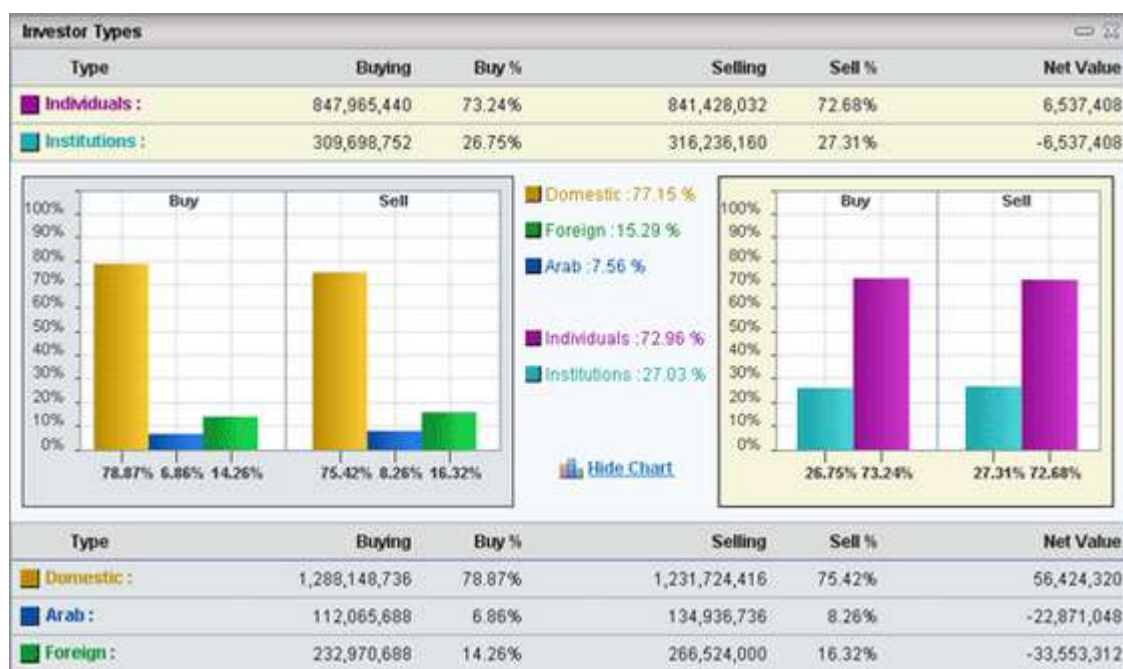 Investor Types
Type Buying Buy % Selling Sell % Net Value
Individuals : 847,965,440 73.24% 841,428,032 72.68% 6,537,408
Institutions : 309,698,752 26.75% 316,236,160 27.31% -6,537,408
Buy Sell
100%
90%
80%
70%
60%
50%
40%
30%
20%
10%
0%
78.87% 6.86% 14.26% 75.42% 8.26% 16.32%
Domestic :77.15 %
Foreign :15.29 %
Arab :7.56 %
Individuals :72.96 %
Institutions :27.03 %
Hide Chart
Buy Sell
100%
90%
80%
70%
60%
50%
40%
30%
20%
10%
0%
26.75% 73.24% 27.31% 72.68%
Type Buying Buy % Selling Sell % Net Value
Domestic : 1,288,148,736 78.87% 1,231,724,416 75.42% 56,424,320
Arab : 112,065,688 6.86% 134,936,736 8.26% -22,871,048
Foreign : 232,970,688 14.26% 266,524,000 16.32% -33,553,312